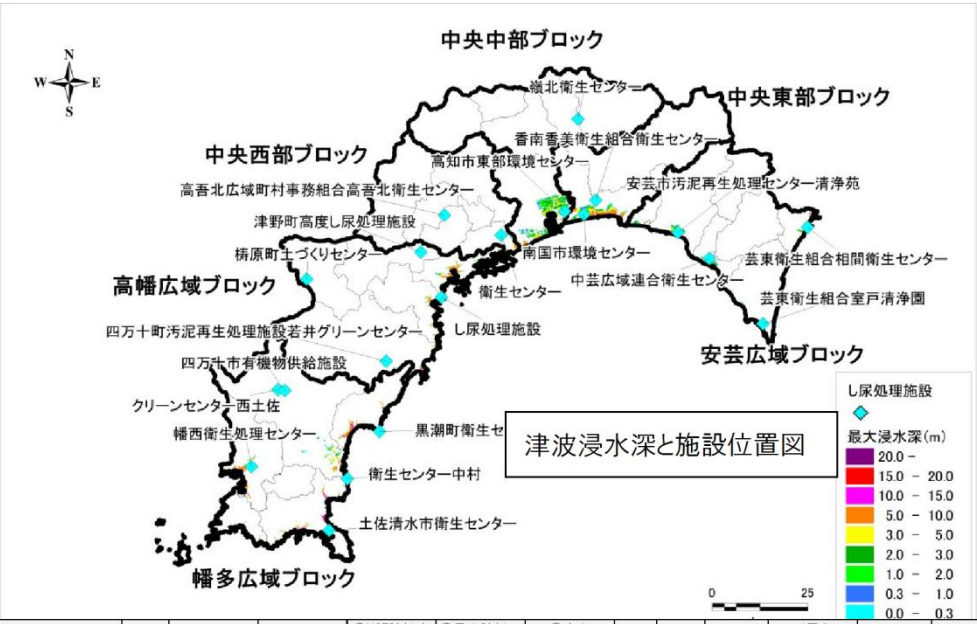 中央中部ブロック
N
W E
S
嶺北衛生センター
中央東部ブロック
香南香美衛生組合衛生センター
中央西部ブロック
高知市東部環境センター
安芸市汚泥再生処理センター清浄苑
高吾北広域町村事務組合高吾北衛生センター
津野町高度し尿処理施設
梼原町土づくりセンター
南国市環境センター
芸東衛生組合相間衛生センター
中芸広域連合衛生センター
高幡広域ブロック
衛生センター
芸東衛生組合室戸清浄園
四万十町汚泥再生処理施設若井グリーンセンター
し尿処理施設
安芸広域ブロック
四万十市有機物供給施設
クリーンセンター西土佐
幡西衛生処理センター
黒潮町衛生セ
津波浸水深と施設位置図
衛生センター中村
土佐清水市衛生センター
幡多広域ブロック
し尿処理施設
最大浸水深(m)
20.0 -
15.0 - 20.0
10.0 - 15.0
5.0 - 10.0
3.0 - 5.0
2.0 - 3.0
1.0 - 2.0
0.3 - 1.0
0.0 - 0.3
0 25